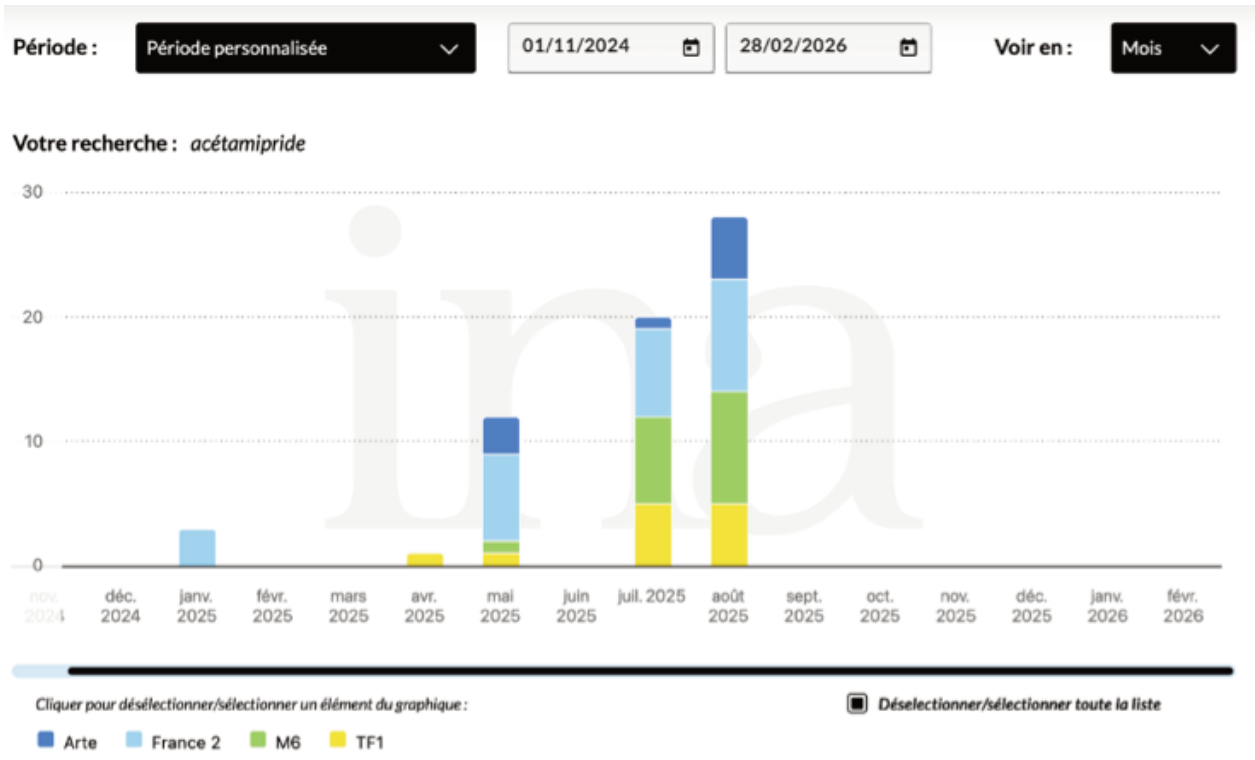 Période : Période personnalisée 01/11/2024 28/02/2026 Voir en : Mois
Votre recherche : acétamipride
30
20
10
0
nov. déc. janv. févr. mars avr. mai juin juil. 2025 août sept. oct. nov. déc. janv. févr.
2024 2024 2025 2025 2025 2025 2025 2025 2025 2025 2025 2025 2025 2026 2026
ina
Cliquer pour désélectionner/sélectionner un élément du graphique : Déselectionner/sélectionner toute la liste
Arte France 2 M6 TF1